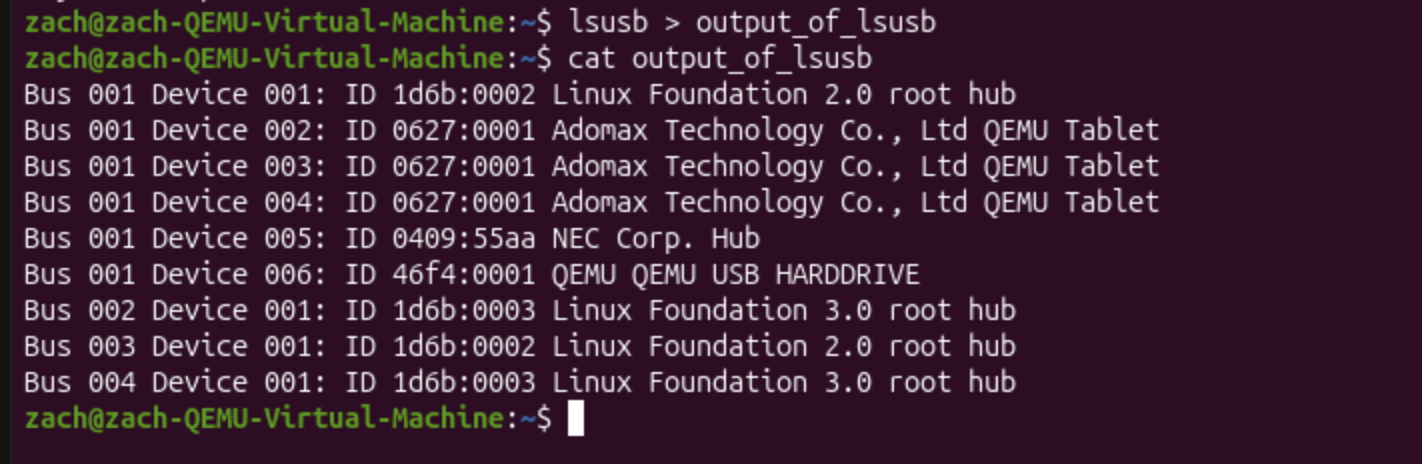 zach@zach-QEMU-Virtual-Machine:~$ lsusb > output_of_lsusb
zach@zach-QEMU-Virtual-Machine:~$ cat output_of_lsusb
Bus 001 Device 001: ID 1d6b:0002 Linux Foundation 2.0 root hub
Bus 001 Device 002: ID 0627:0001 Adomax Technology Co., Ltd QEMU Tablet
Bus 001 Device 003: ID 0627:0001 Adomax Technology Co., Ltd QEMU Tablet
Bus 001 Device 004: ID 0627:0001 Adomax Technology Co., Ltd QEMU Tablet
Bus 001 Device 005: ID 0409:55aa NEC Corp. Hub
Bus 001 Device 006: ID 46f4:0001 QEMU QEMU USB HARDDRIVE
Bus 002 Device 001: ID 1d6b:0003 Linux Foundation 3.0 root hub
Bus 003 Device 001: ID 1d6b:0002 Linux Foundation 2.0 root hub
Bus 004 Device 001: ID 1d6b:0003 Linux Foundation 3.0 root hub
zach@zach-QEMU-Virtual-Machine:~$